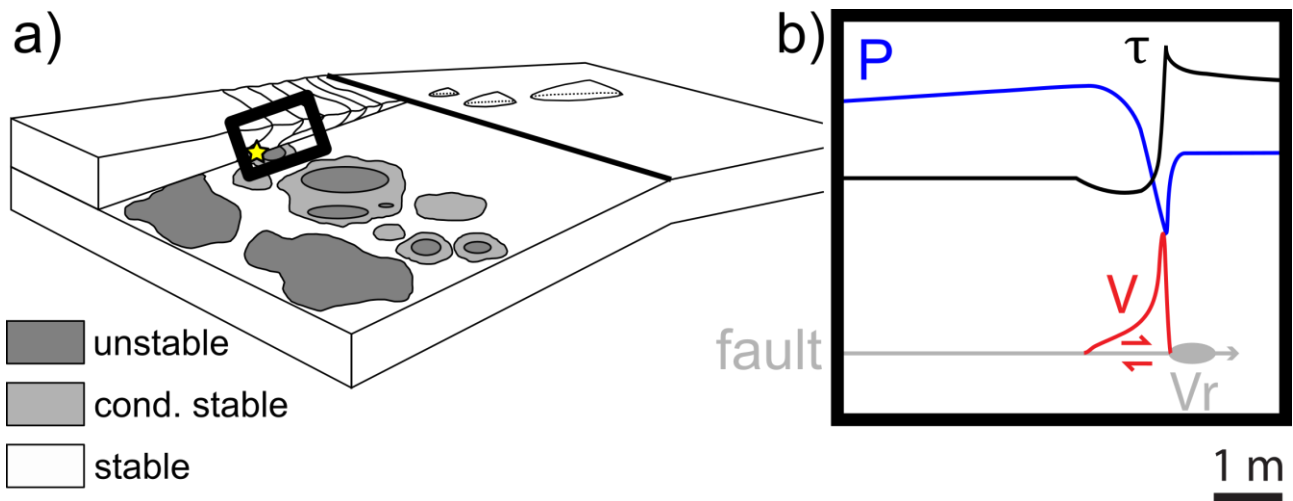 a)
unstable
cond. stable
stable
b)
P
τ
V
fault
Vr
1 m